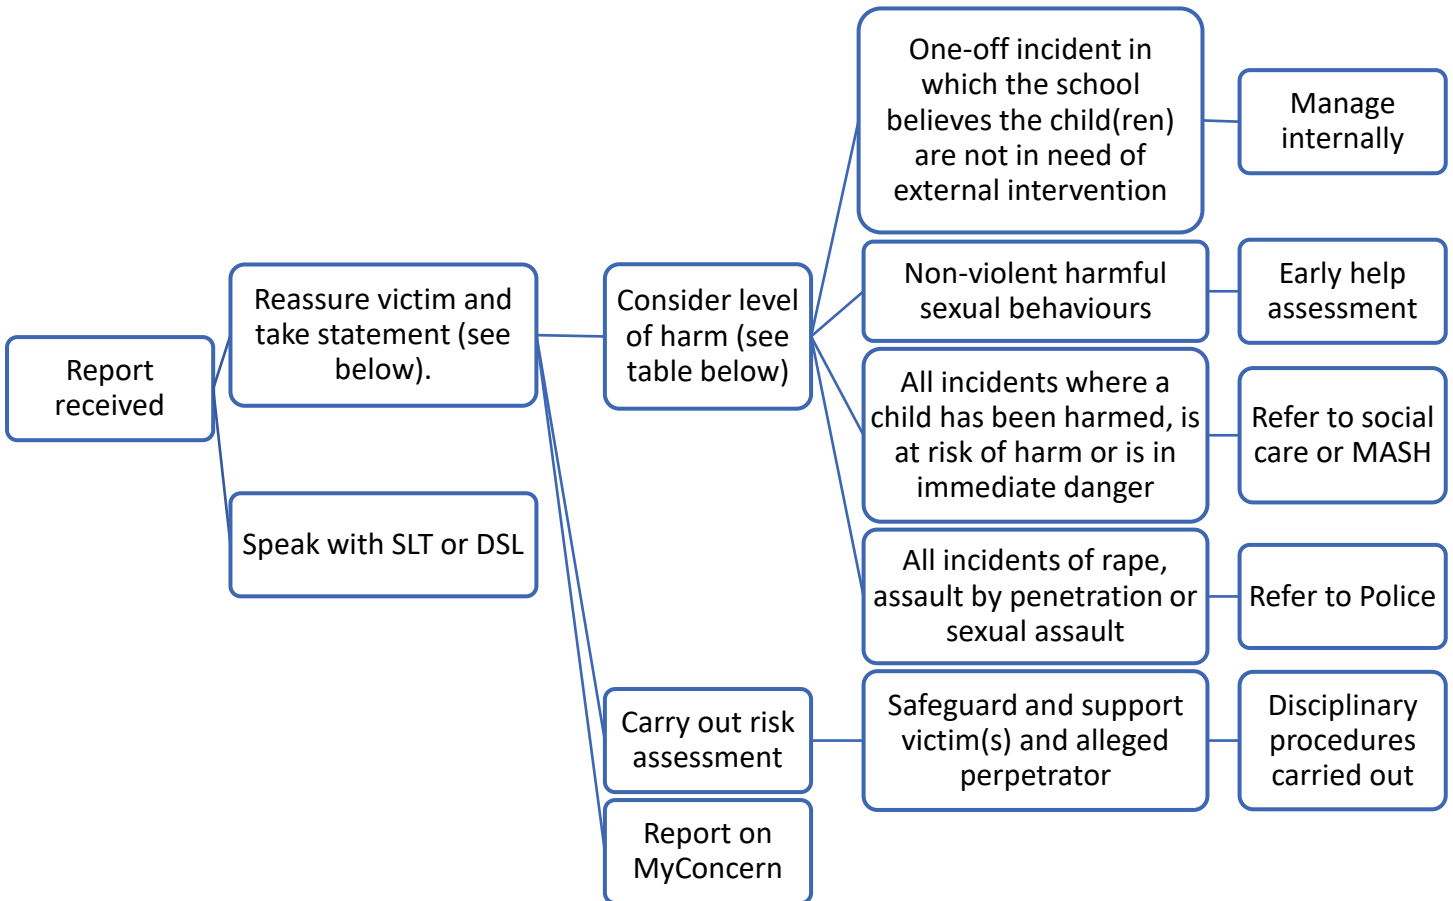 Report
received
Reassure victim and
take statement (see
below).
Speak with SLT or DSL
Consider level
of harm (see
table below)
One-off incident in
which the school
believes the child(ren)
are not in need of
external intervention
Manage
internally
Non-violent harmful
sexual behaviours
Early help
assessment
All incidents where a
child has been harmed, is
at risk of harm or is in
immediate danger
Refer to social
care or MASH
All incidents of rape,
assault by penetration or
sexual assault
Refer to Police
Carry out risk
assessment
Safeguard and support
victim(s) and alleged
perpetrator
Disciplinary
procedures
carried out
Report on
MyConcern